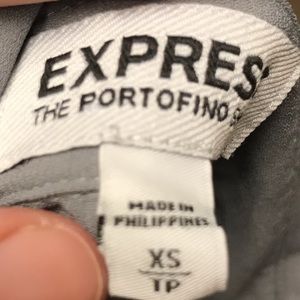 EXPRES
THE PORTOFINO S
MADE IN
PHILIPPINES
XS
TP